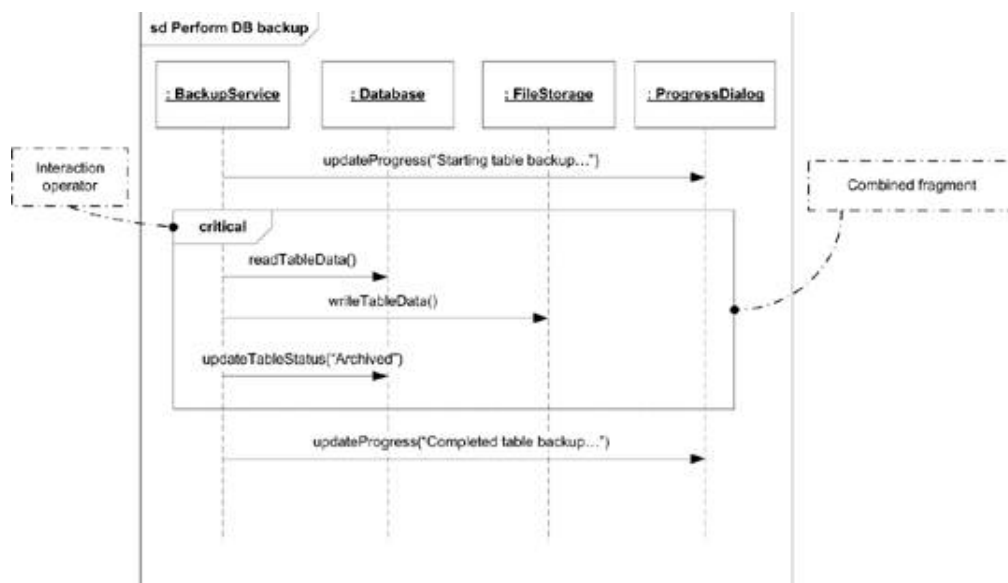 sd Perform DB backup
: BackupService
: Database
: FileStorage
: ProgressDialog
updateProgress("Starting table backup...")
Interaction
operator
Combined fragment
critical
readTableData()
writeTableData()
updateTableStatus("Archived")
updateProgress("Completed table backup...")